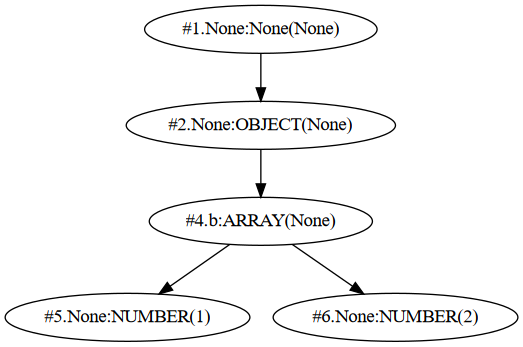 #1.None:None(None)
#2.None:OBJECT(None)
#4.b:ARRAY(None)
#5.None:NUMBER(1)
#6.None:NUMBER(2)